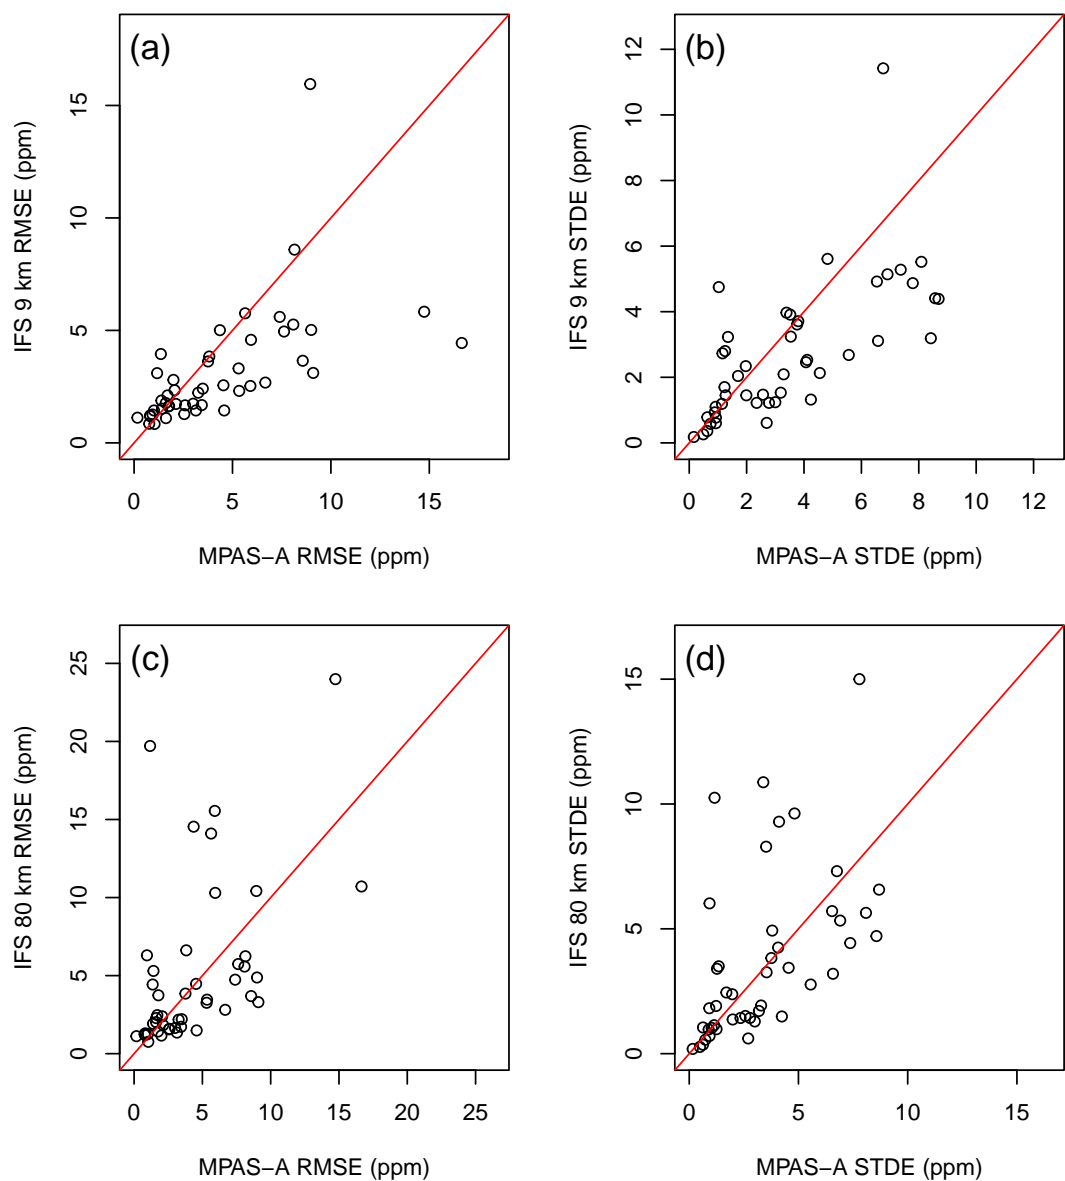 (a)
IFS 9 km RMSE (ppm)
0 5 10 15
0 5 10 15
MPAS−A RMSE (ppm)
(b)
IFS 9 km STDE (ppm)
0 2 4 6 8 10 12
0 2 4 6 8 10 12
MPAS−A STDE (ppm)
(c)
IFS 80 km RMSE (ppm)
0 5 10 15 20 25
0 5 10 15 20 25
MPAS−A RMSE (ppm)
(d)
IFS 80 km STDE (ppm)
0 5 10 15
0 5 10 15
MPAS−A STDE (ppm)